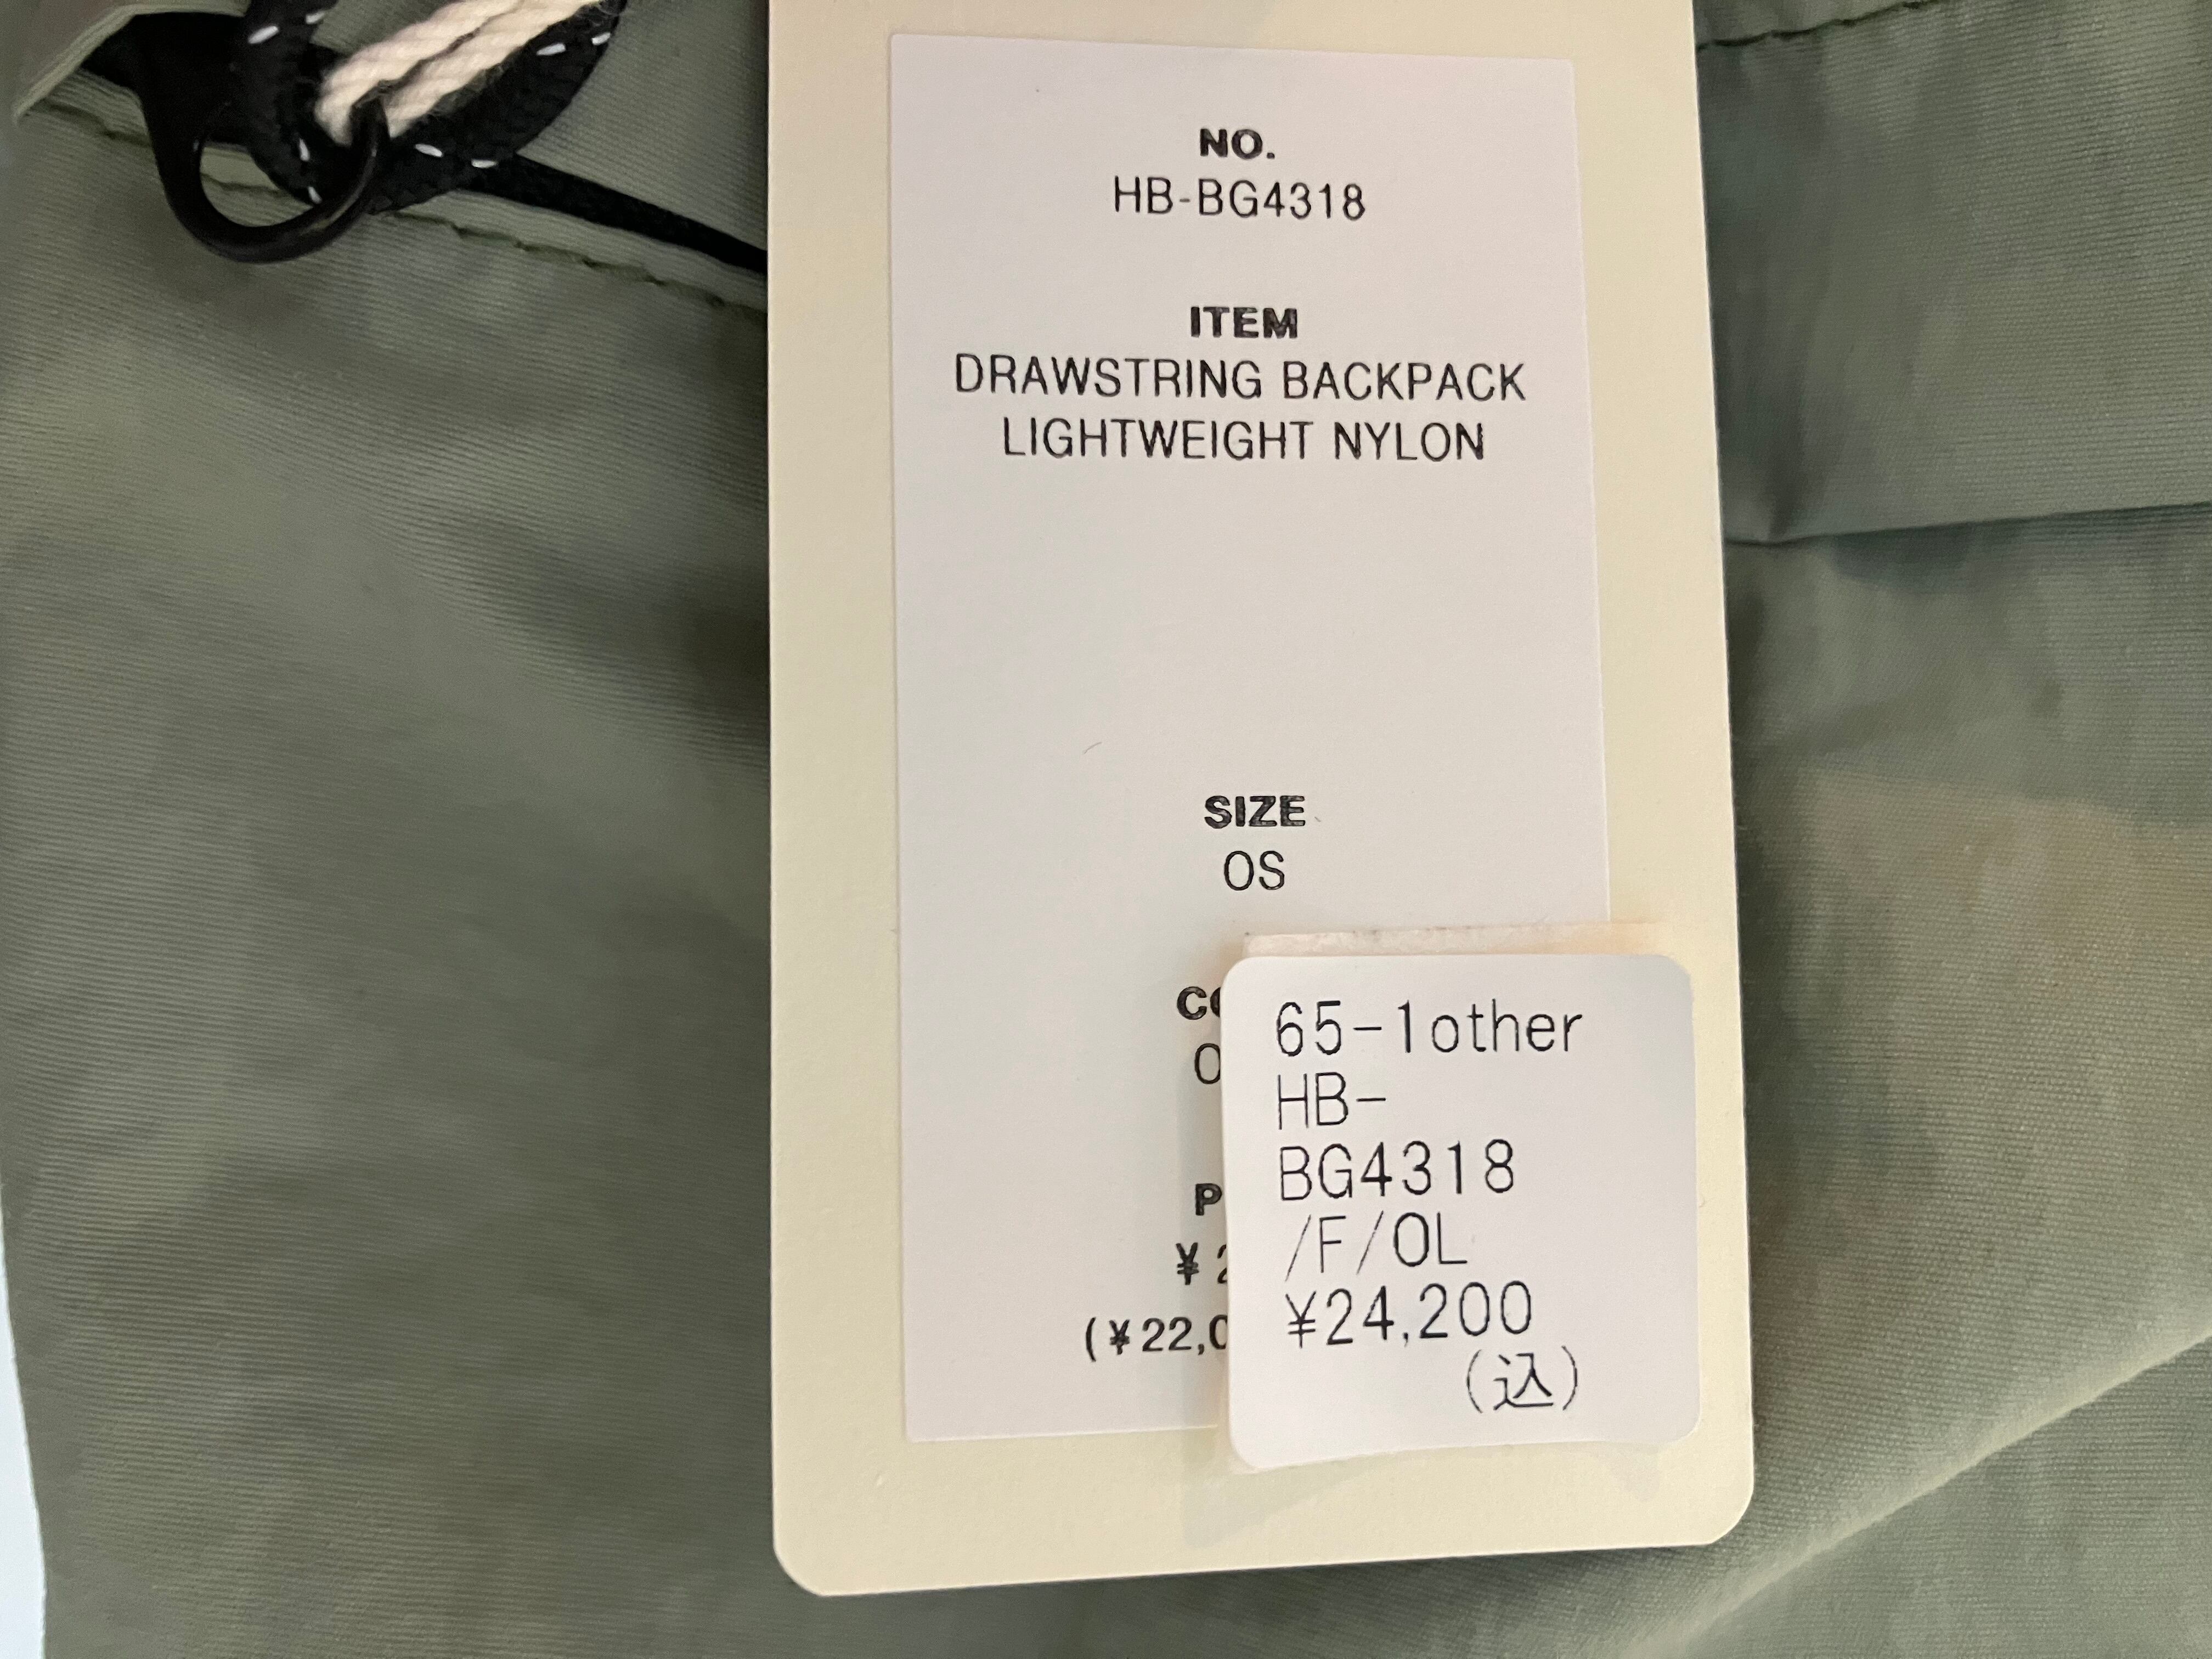 NO.
HB-BG4318
ITEM
DRAWSTRING BACKPACK
LIGHTWEIGHT NYLON
SIZE
OS
65-1other
HB-
BG4318
/F/OL
¥24,200
(込)